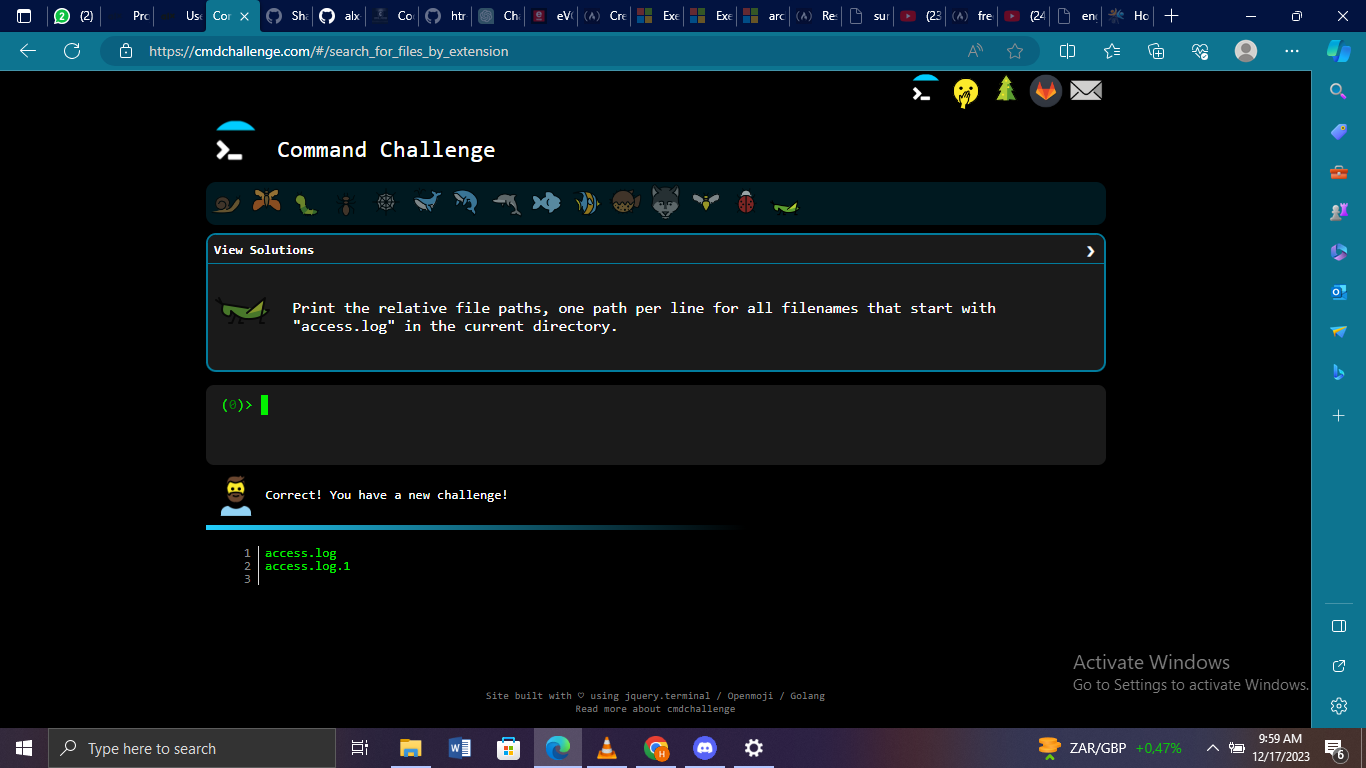 (2)
Pro
Use
Cor
Sha
alx
Co
htr
Cha
eV(
Cre
Exe
Exe
arc
Re
sur
(23
fre
(24
en
Ho
https://cmdchallenge.com/#/search_for_files_by_extension
Command Challenge
View Solutions
Print the relative file paths, one path per line for all filenames that start with
"access.log" in the current directory.
(0)>
Correct! You have a new challenge!
1 access.log
2 access.log.1
3
Activate Windows
Go to Settings to activate Windows.
Site built with ♡ using jquery.terminal / Openmoji / Golang
Read more about cmdchallenge
Type here to search
ZAR/GBP +0,47%
9:59 AM
12/17/2023
6